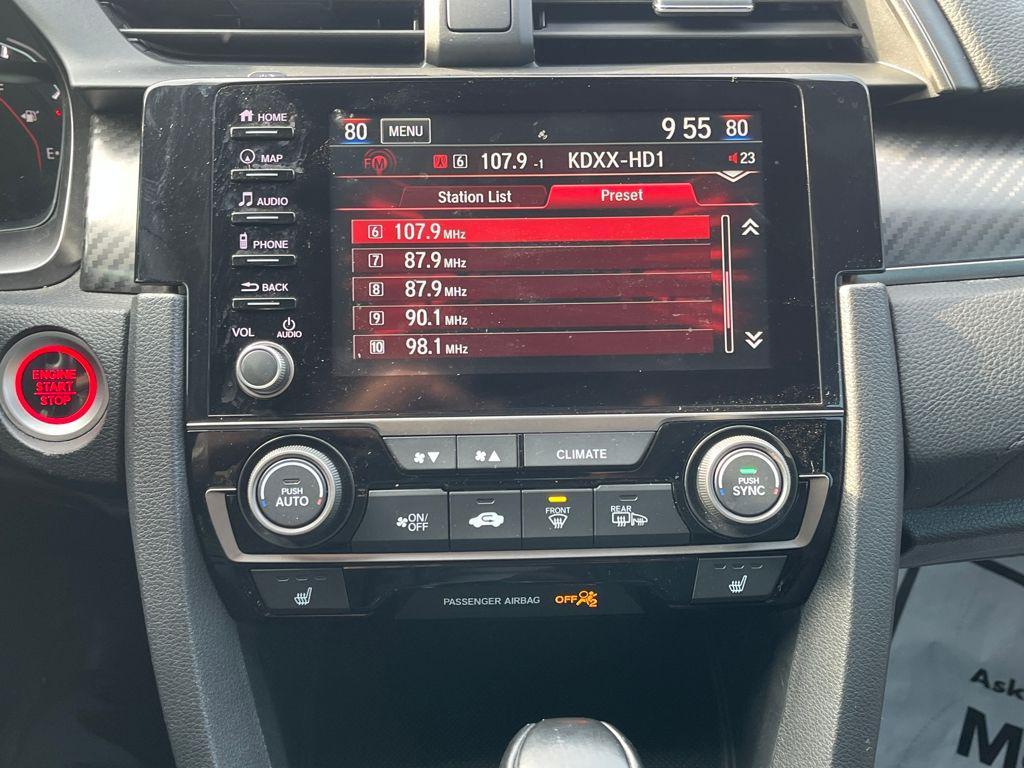 F
E
HOME
MAP
AUDIO
PHONE
BACK
VOL AUDIO
80 MENU 9 55 80
FM 6 107.9 -1 KDXX-HD1 23
Station List Preset
6 107.9 MHz
7 87.9 MHz
8 87.9 MHz
9 90.1 MHz
10 98.1 MHz
ENGINE
START
STOP
CLIMATE
PUSH
AUTO
PUSH
SYNC
ON/
OFF
FRONT
REAR
PASSENGER AIRBAG OFF 2
Ask